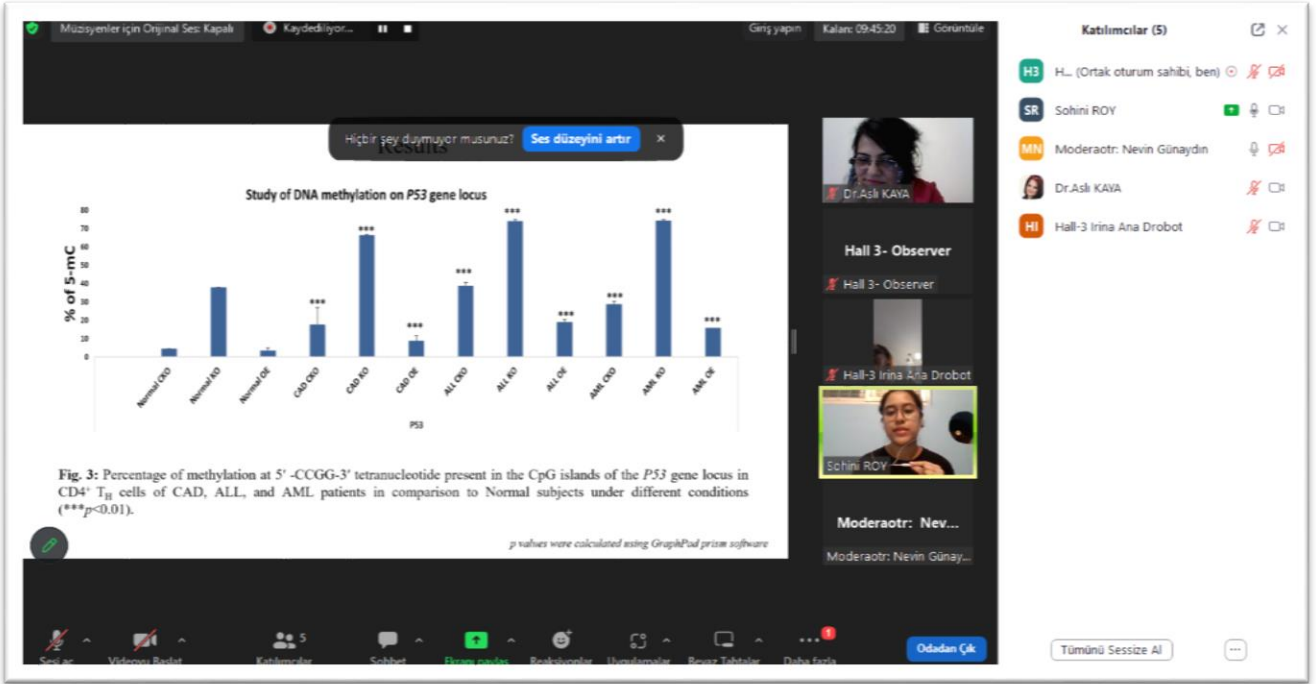 Müzisyenler için Orijinal Ses: Kapalı
Kaydediliyor...
Giriş yapın
Kalan: 09:45:20
Görüntüle
Hiçbir şey duymuyor musunuz?
Ses düzeyini artır
Results
Study of DNA methylation on P53 gene locus
% of 5-mC
80
70
60
50
40
30
20
10
0
***
***
***
***
***
***
***
***
***
Normal CKO
Normal KO
Normal OE
CAD CKO
CAD KO
CAD OE
ALL CKO
ALL KO
ALL OE
AML CKO
AML KO
AML OE
P53
Fig. 3: Percentage of methylation at 5' -CCGG-3' tetranucleotide present in the CpG islands of the P53 gene locus in
CD4⁺ T_H cells of CAD, ALL, and AML patients in comparison to Normal subjects under different conditions
(***p<0.01).
p values were calculated using GraphPad prism software
Dr.Aslı KAYA
Hall 3- Observer
Hall 3- Observer
Hall-3 Irina Ana Drobot
Sohini ROY
Moderaotr: Nev...
Moderaotr: Nevin Günay...
Sesi aç
Videoyu Başlat
5
Katılımcılar
Sohbet
Ekranı paylaş
Reaksiyonlar
Uygulamalar
Beyaz Tahtalar
1
Daha fazla
Odadan Çık
Katılımcılar (5)
H3
H... (Ortak oturum sahibi, ben)
SR
Sohini ROY
MN
Moderaotr: Nevin Günaydın
Dr.Aslı KAYA
HI
Hall-3 Irina Ana Drobot
Tümünü Sessize Al